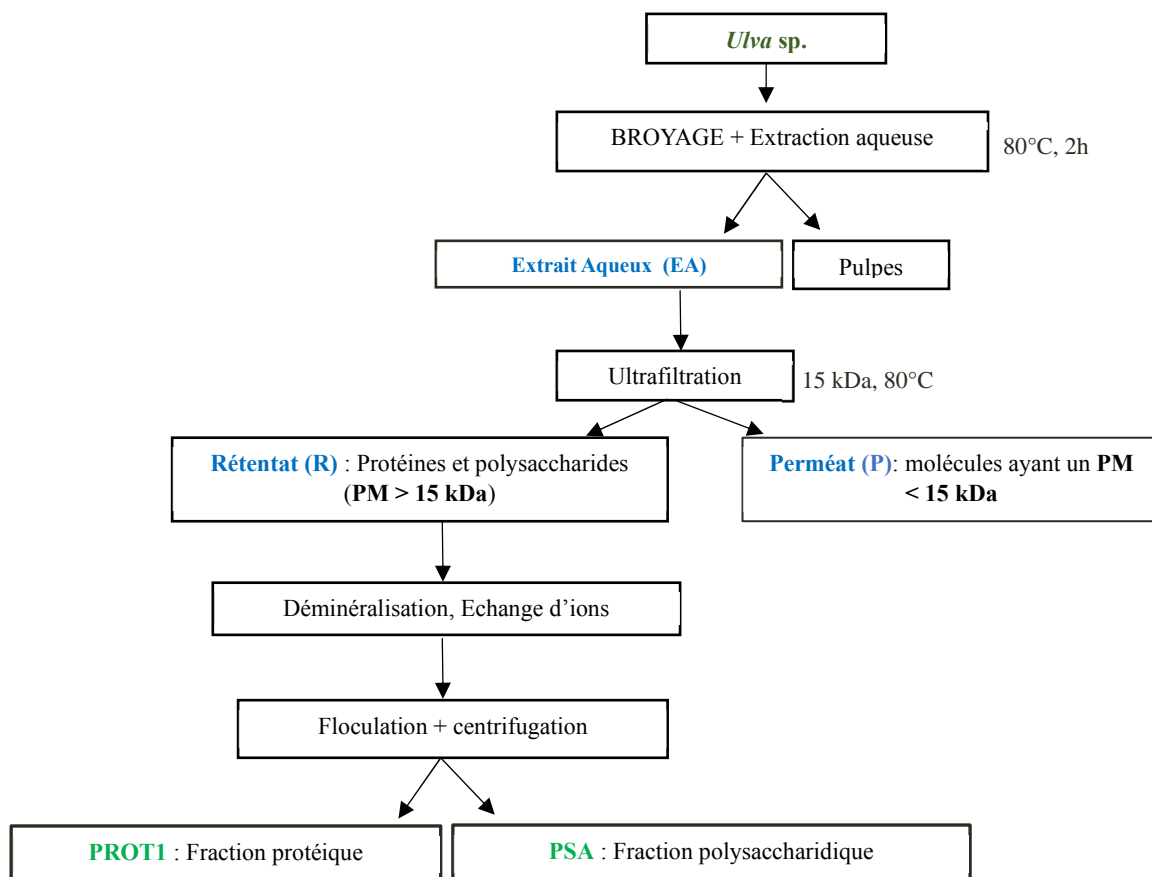 Ulva sp.
BROYAGE + Extraction aqueuse
80°C, 2h
Extrait Aqueux (EA)
Pulpes
Ultrafiltration
15 kDa, 80°C
Rétentat (R) : Protéines et polysaccharides
(PM > 15 kDa)
Perméat (P): molécules ayant un PM
< 15 kDa
Déminéralisation, Echange d’ions
Floculation + centrifugation
PROT1 : Fraction protéique
PSA : Fraction polysaccharidique